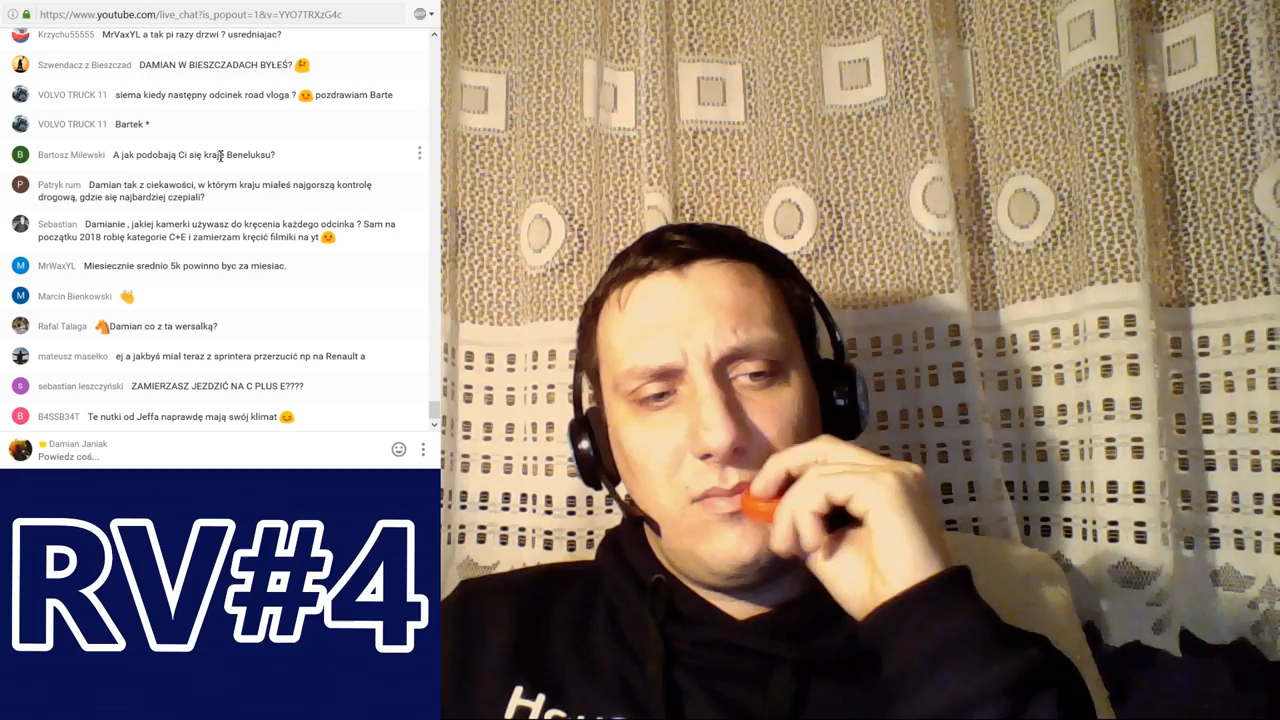 https://www.youtube.com/live_chat?is_popout=1&v=YYO7TRXzG4c
Krzychu55555 MrVaxYL a tak pi razy drzwi ? usredniajac?
Szwendacz z Bieszczad DAMIAN W BIESZCZADACH BYŁEŚ?
VOLVO TRUCK 11 siema kiedy następny odcinek road vloga ? pozdrawiam Barte
VOLVO TRUCK 11 Bartek *
Bartosz Milewski A jak podobają Ci się kraje Beneluksu?
Patryk rum Damian tak z ciekawości, w którym kraju miałeś najgorszą kontrolę
drogową, gdzie się najbardziej czepiali?
Sebastian Damianie , jakiej kamerki używasz do kręcenia każdego odcinka ? Sam na
początku 2018 robię kategorie C+E i zamierzam kręcić filmiki na yt
M MrWaxYL Miesiecznie srednio 5k powinno byc za miesiac.
M Marcin Bienkowski
Rafal Talaga Damian co z ta wersalką?
mateusz masełko ej a jakbyś miał teraz z sprintera przerzucić np na Renault a
s sebastian leszczyński ZAMIERZASZ JEZDZIĆ NA C PLUS E????
B B4SSB34T Te nutki od Jeffa naprawdę mają swój klimat
Damian Janiak
Powiedz coś...
RV#4